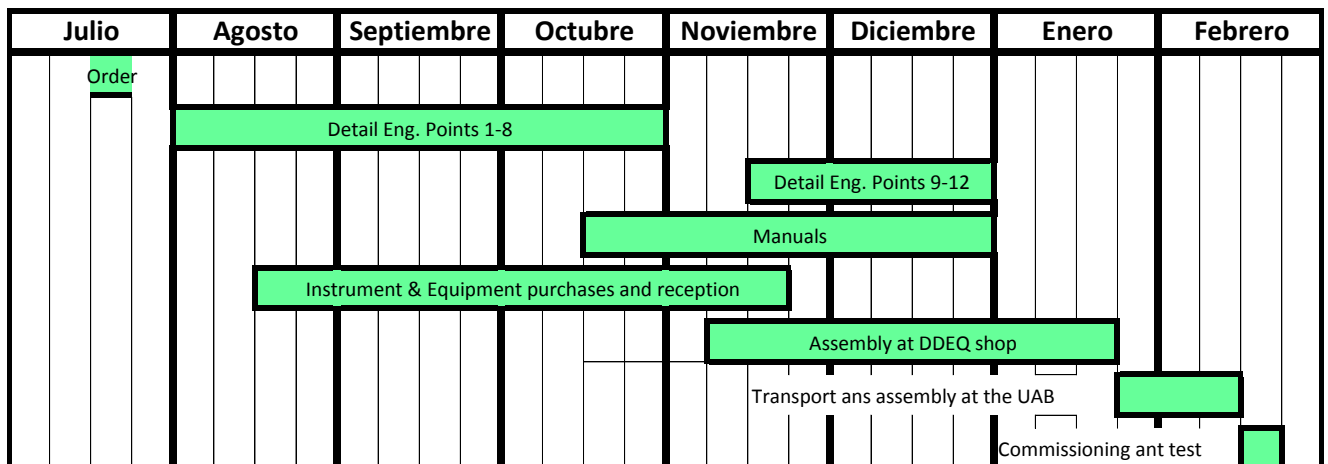 Julio Agosto Septiembre Octubre Noviembre Diciembre Enero Febrero
Order
Detail Eng. Points 1-8
Detail Eng. Points 9-12
Manuals
Instrument & Equipment purchases and reception
Assembly at DDEQ shop
Transport ans assembly at the UAB
Commissioning ant test